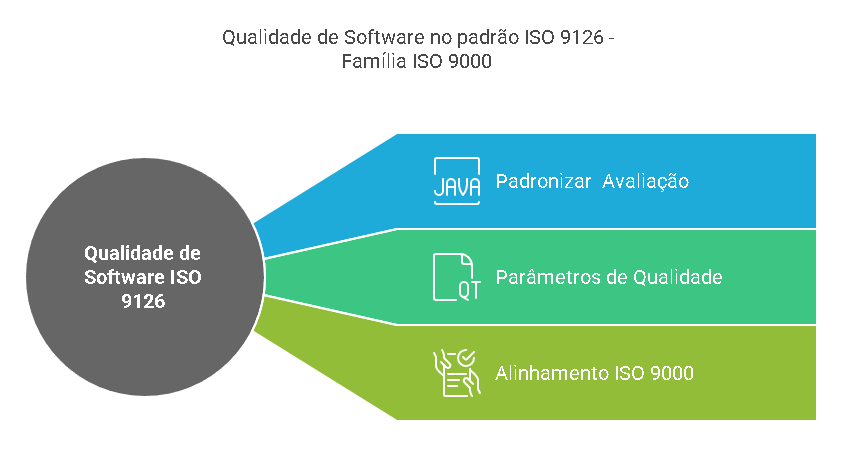 Qualidade de Software no padrão ISO 9126 -
Família ISO 9000
Qualidade de
Software ISO
9126
JAVA
Padronizar  Avaliação
QT
Parâmetros de Qualidade
Alinhamento ISO 9000